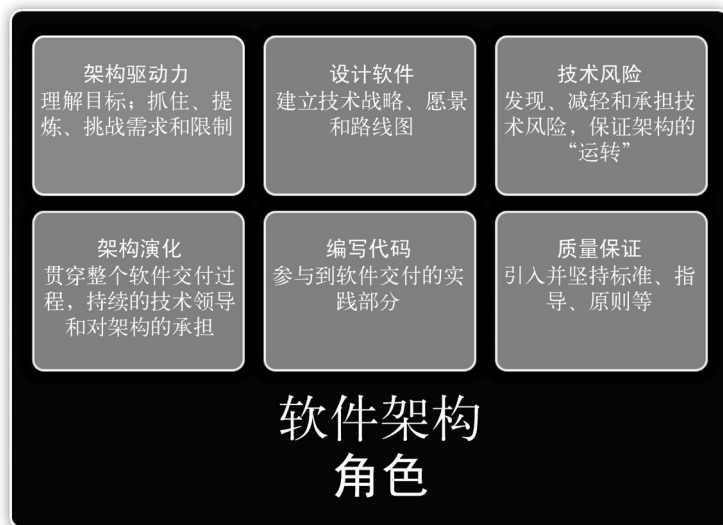 架构驱动力
理解目标；抓住、提
炼、挑战需求和限制
设计软件
建立技术战略、愿景
和路线图
技术风险
发现、减轻和承担技
术风险，保证架构的
“运转”
架构演化
贯穿整个软件交付过
程，持续的技术领导
和对架构的承担
编写代码
参与到软件交付的实
践部分
质量保证
引入并坚持标准、指
导、原则等
软件架构
角色